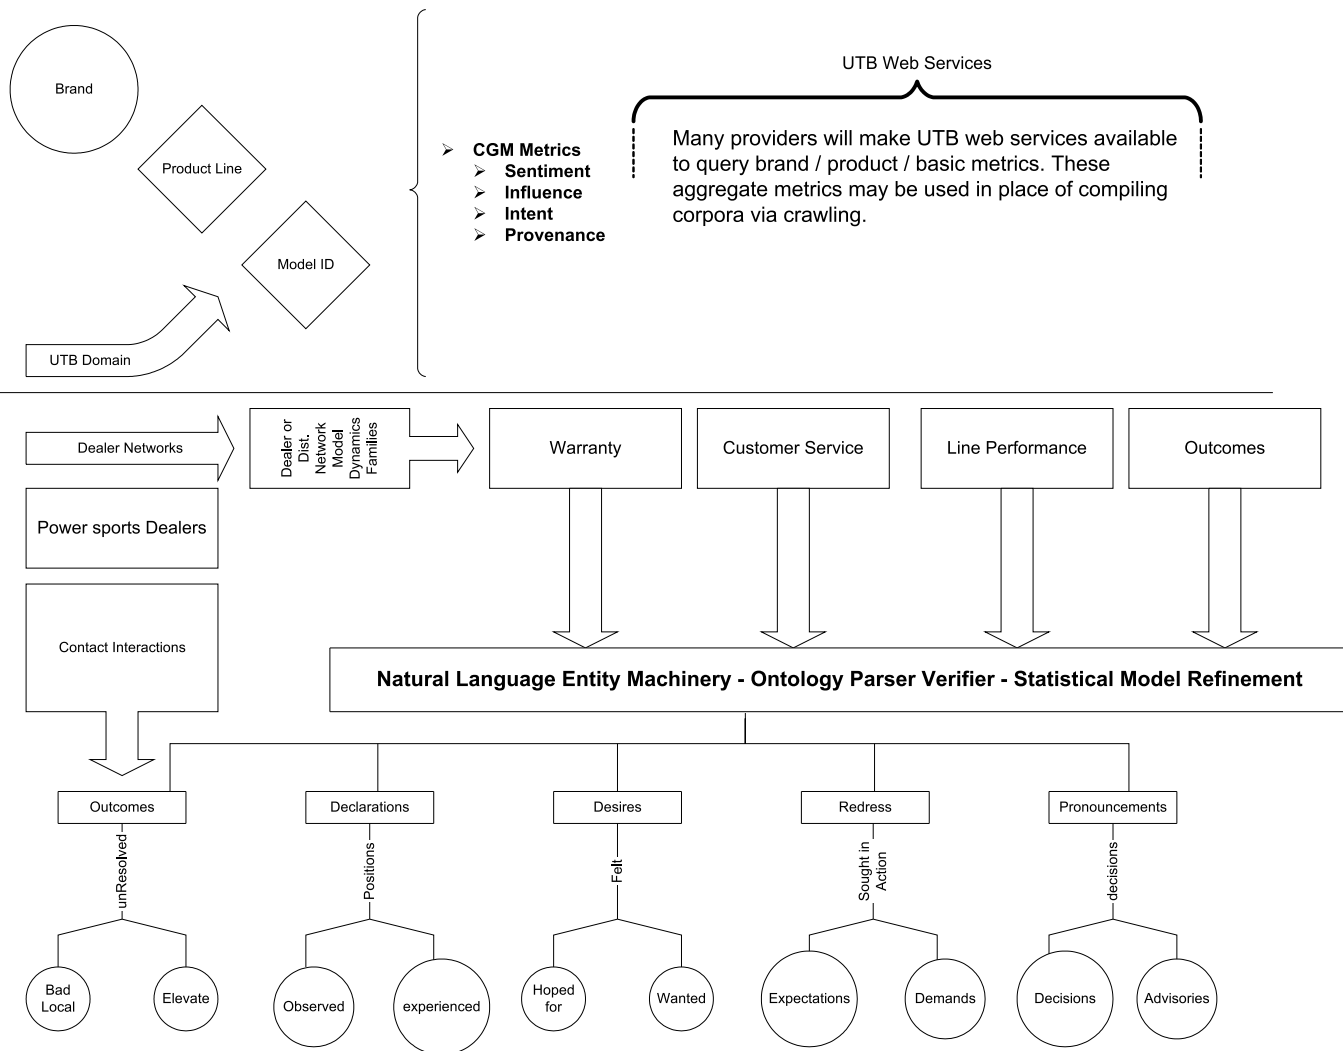 Brand
Product Line
Model ID
UTB Domain
CGM Metrics
Sentiment
Influence
Intent
Provenance
UTB Web Services
Many providers will make UTB web services available
to query brand / product / basic metrics. These
aggregate metrics may be used in place of compiling
corpora via crawling.
Dealer Networks
Dealer or
Dist.
Network
Model
Dynamics
Families
Warranty
Customer Service
Line Performance
Outcomes
Power sports Dealers
Contact Interactions
Natural Language Entity Machinery - Ontology Parser Verifier - Statistical Model Refinement
Outcomes
Declarations
Desires
Redress
Pronouncements
unResolved
Positions
Felt
Sought in
Action
decisions
Bad
Local
Elevate
Observed
experienced
Hoped
for
Wanted
Expectations
Demands
Decisions
Advisories